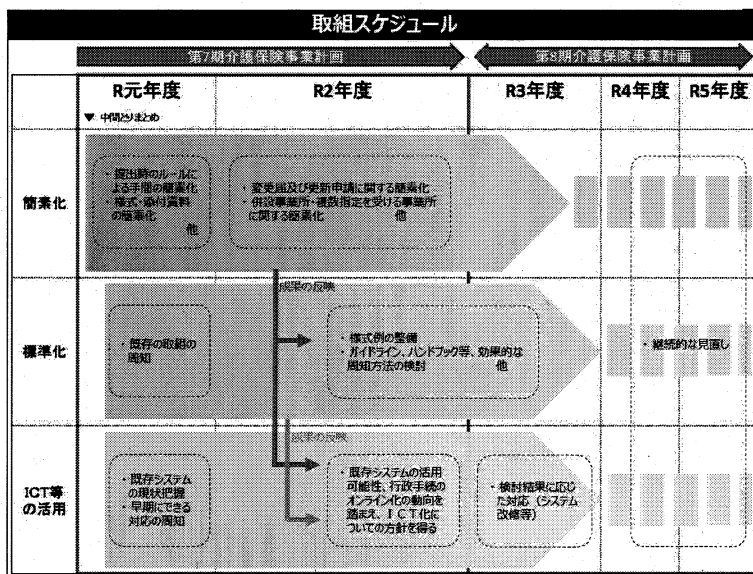 取組スケジュール
第7期介護保険事業計画
第8期介護保険事業計画
R元年度
R2年度
R3年度
R4年度
R5年度
▼ 中間とりまとめ
簡素化
・提出時のルールに
よる手間の簡素化
・様式・添付資料
の簡素化
他
・変更届及び更新申請に関する簡素化
・併設事業所・複数指定を受ける事業所
に関する簡素化
他
成果の反映
標準化
・既存の取組の
周知
・様式例の整備
・ガイドライン、ハンドブック等、効果的な
周知方法の検討
他
・継続的な見直し
成果の反映
ICT等
の活用
・既存システム
の現状把握
・早期にできる
対応の周知
・既存システムの活用
可能性、行政手続の
オンライン化の動向を
踏まえ、ICT化に
ついての方針を得る
・検討結果に応じ
た対応（システム
改修等）